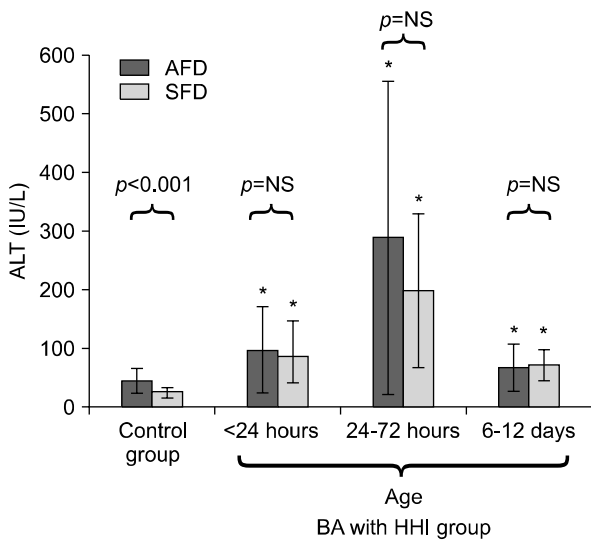 p=NS
600
AFD
SFD
500
400
p<0.001
p=NS
p=NS
300
200
100
0
ALT (IU/L)
* * * * * *
Control group
<24 hours
24-72 hours
6-12 days
Age
BA with HHI group